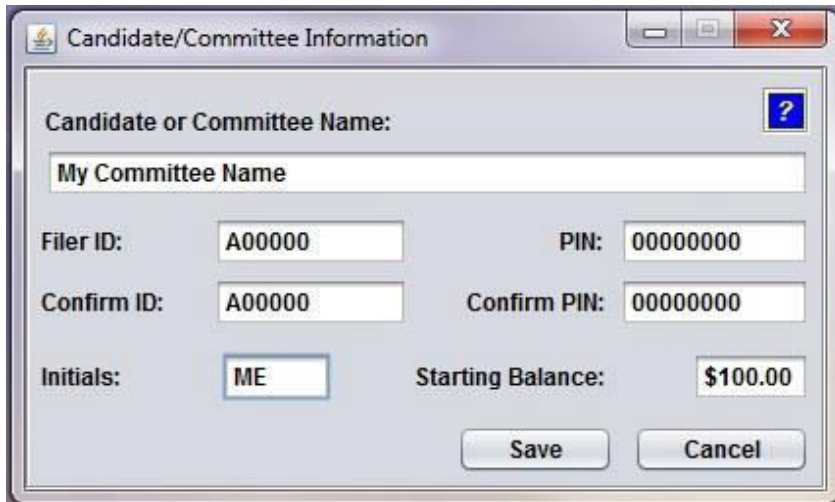 Candidate/Committee Information
?
Candidate or Committee Name:
My Committee Name
Filer ID: A00000 PIN: 00000000
Confirm ID: A00000 Confirm PIN: 00000000
Initials: ME Starting Balance: $100.00
Save Cancel